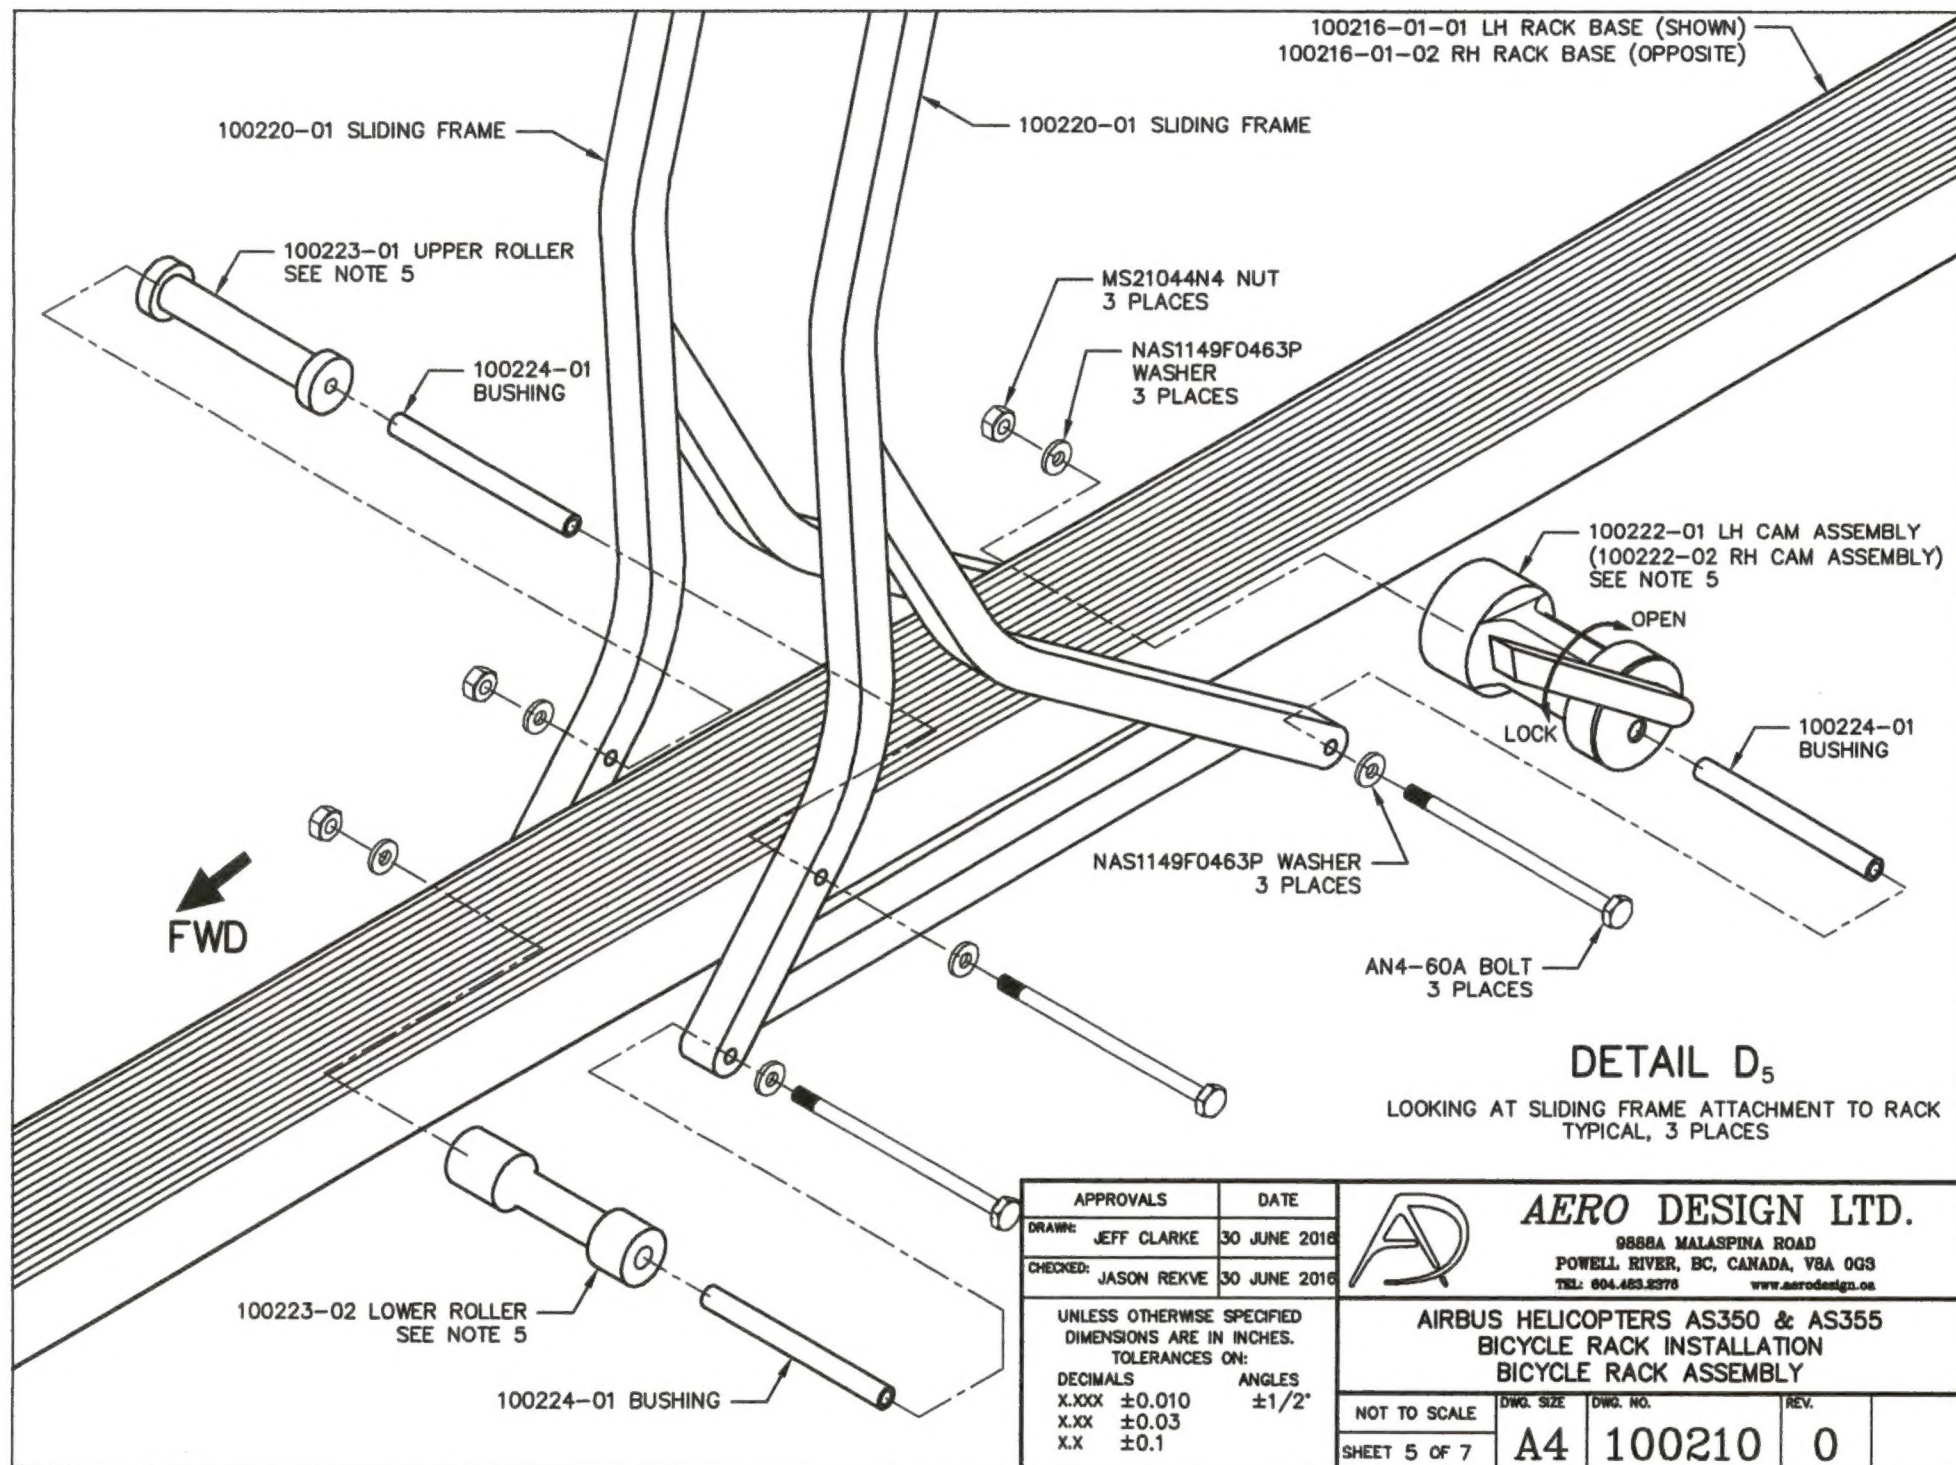 100216-01-01 LH RACK BASE (SHOWN)
100216-01-02 RH RACK BASE (OPPOSITE)
100220-01 SLIDING FRAME
100220-01 SLIDING FRAME
100223-01 UPPER ROLLER
SEE NOTE 5
MS21044N4 NUT
3 PLACES
NAS1149F0463P
WASHER
3 PLACES
100224-01
BUSHING
100222-01 LH CAM ASSEMBLY
(100222-02 RH CAM ASSEMBLY)
SEE NOTE 5
OPEN
LOCK
100224-01
BUSHING
NAS1149F0463P WASHER
3 PLACES
FWD
AN4-60A BOLT
3 PLACES
DETAIL D5
LOOKING AT SLIDING FRAME ATTACHMENT TO RACK
TYPICAL, 3 PLACES
100223-02 LOWER ROLLER
SEE NOTE 5
100224-01 BUSHING
APPROVALS DATE
DRAWN: JEFF CLARKE 30 JUNE 2016
CHECKED: JASON REKVE 30 JUNE 2016
UNLESS OTHERWISE SPECIFIED
DIMENSIONS ARE IN INCHES.
TOLERANCES ON:
DECIMALS ANGLES
X.XXX ±0.010 ±1/2°
X.XX ±0.03
X.X ±0.1
AD
AERO DESIGN LTD.
9888A MALASPINA ROAD
POWELL RIVER, BC, CANADA, V8A 0G3
TEL: 604.483.2376 www.aerodesign.ca
AIRBUS HELICOPTERS AS350 & AS355
BICYCLE RACK INSTALLATION
BICYCLE RACK ASSEMBLY
NOT TO SCALE
SHEET 5 OF 7
DWG. SIZE
A4
DWG. NO.
100210
REV.
0